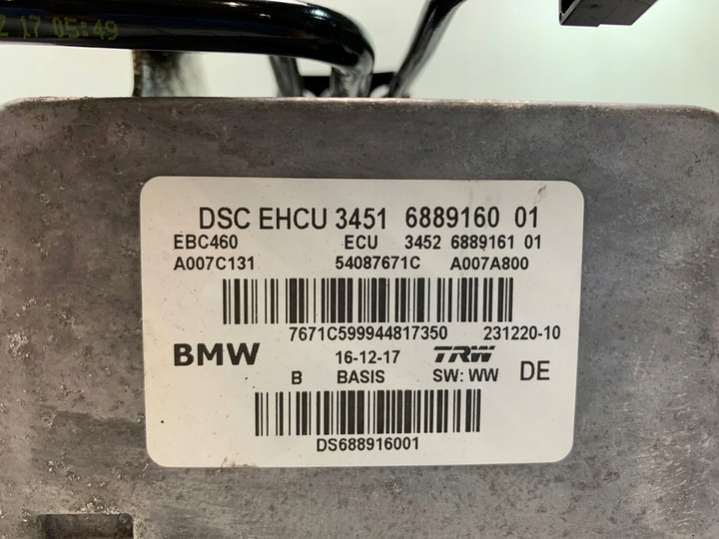 2 17 05:49
DSC EHCU 3451 6889160 01
EBC460 ECU 3452 6889161 01
A007C131 54087671C A007A800
7671C599944817350 231220-10
BMW 16-12-17 TRW DE
B BASIS SW: WW
DS688916001